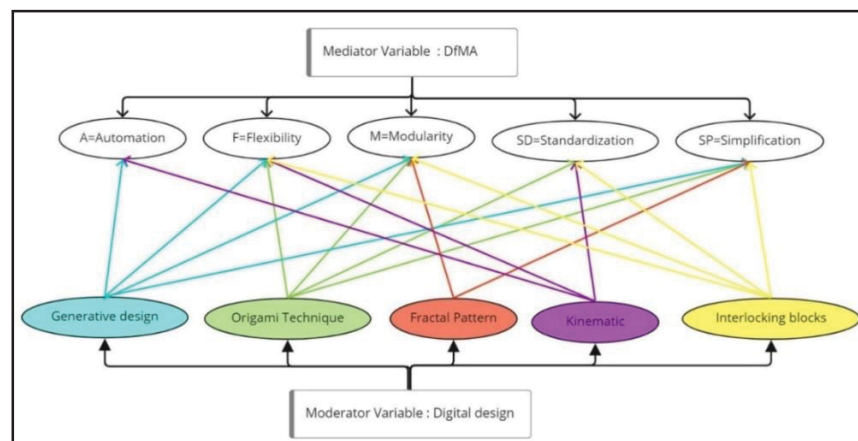 Mediator Variable : DfMA
A=Automation
F=Flexibility
M=Modularity
SD=Standardization
SP=Simplification
Generative design
Origami Technique
Fractal Pattern
Kinematic
Interlocking blocks
Moderator Variable : Digital design